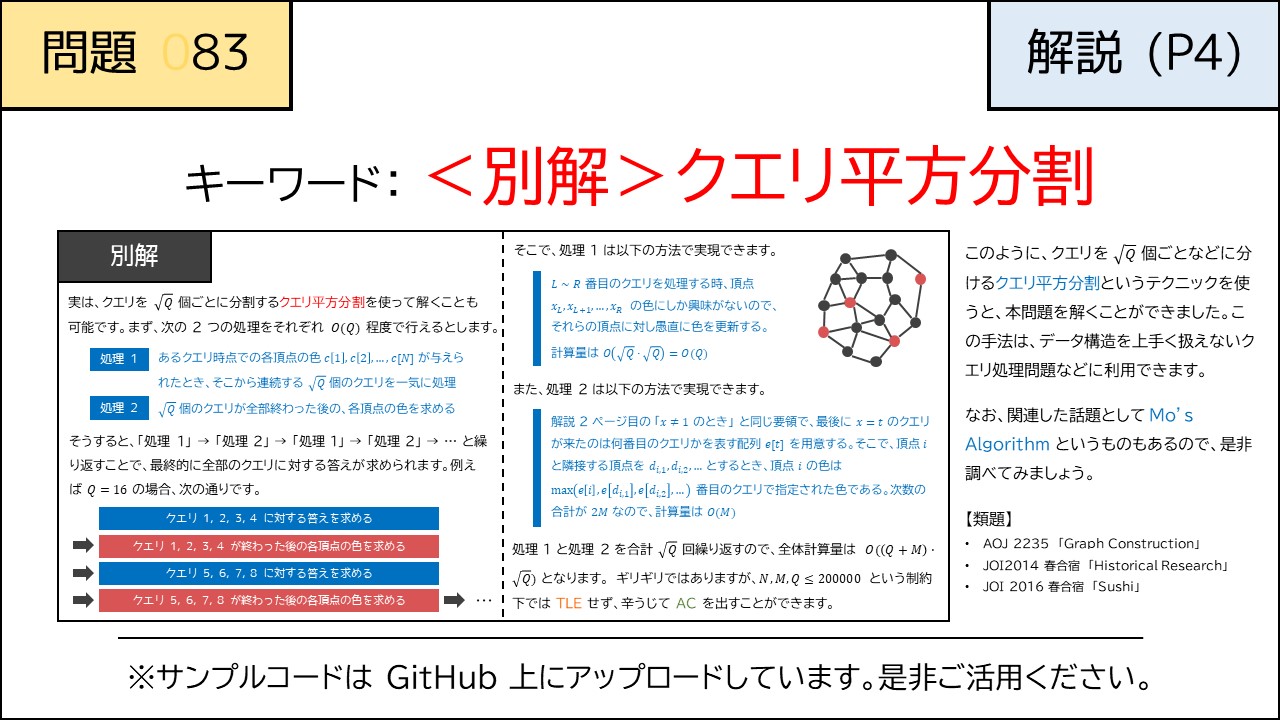 問題 083
解説 (P4)
キーワード: ＜別解＞クエリ平方分割
別解
実は、クエリを √Q 個ごとに分割するクエリ平方分割を使って解くことも
可能です。まず、次の 2 つの処理をそれぞれ O(Q) 程度で行えるとします。
処理 1 あるクエリ時点での各頂点の色 c[1], c[2], …, c[N] が与えら
れたとき、そこから連続する √Q 個のクエリを一気に処理
処理 2 √Q 個のクエリが全部終わった後の、各頂点の色を求める
そうすると、「処理 1」 → 「処理 2」 → 「処理 1」 → 「処理 2」 → … と繰
り返すことで、最終的に全部のクエリに対する答えが求められます。例え
ば Q = 16 の場合、次の通りです。
クエリ 1, 2, 3, 4 に対する答えを求める
クエリ 1, 2, 3, 4 が終わった後の各頂点の色を求める
クエリ 5, 6, 7, 8 に対する答えを求める
クエリ 5, 6, 7, 8 が終わった後の各頂点の色を求める …
そこで、処理 1 は以下の方法で実現できます。
L ~ R 番目のクエリを処理する時、頂点
x_L, x_{L+1}, …, x_R の色にしか興味がないので、
それらの頂点に対し愚直に色を更新する。
計算量は O(√Q · √Q) = O(Q)
また、処理 2 は以下の方法で実現できます。
解説 2 ページ目の「x ≠ 1 のとき」 と同じ要領で、最後に x = t のクエリ
が来たのは何番目のクエリかを表す配列 e[t] を用意する。そこで、頂点 i
と隣接する頂点を d_{i,1}, d_{i,2}, … とするとき、頂点 i の色は
max(e[i], e[d_{i,1}], e[d_{i,2}], …) 番目のクエリで指定された色である。次数の
合計が 2M なので、計算量は O(M)
処理 1 と処理 2 を合計 √Q 回繰り返すので、全体計算量は O((Q + M) ·
√Q) となります。 ギリギリではありますが、N, M, Q ≤ 200000 という制約
下では TLE せず、辛うじて AC を出すことができます。
このように、クエリを √Q 個ごとなどに分
けるクエリ平方分割というテクニックを使
うと、本問題を解くことができました。こ
の手法は、データ構造を上手く扱えないク
エリ処理問題などに利用できます。
なお、関連した話題として Mo's
Algorithm というものもあるので、是非
調べてみましょう。
【類題】
• AOJ 2235 「Graph Construction」
• JOI2014 春合宿 「Historical Research」
• JOI 2016 春合宿 「Sushi」
※サンプルコードは GitHub 上にアップロードしています。是非ご活用ください。